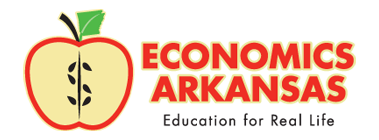 ECONOMICS
ARKANSAS
Education for Real Life